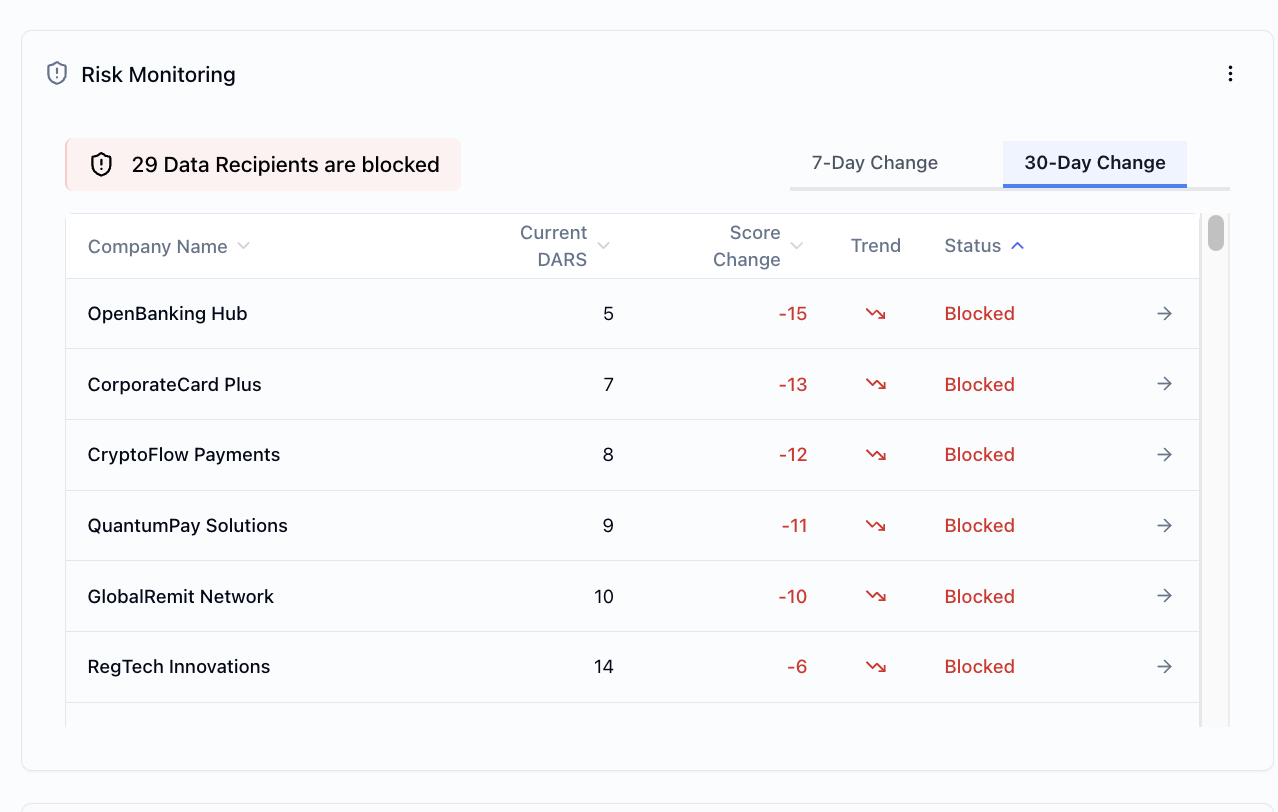 Risk Monitoring
29 Data Recipients are blocked
7-Day Change
30-Day Change
Company Name
Current DARS
Score Change
Trend
Status
OpenBanking Hub 5 -15 Blocked
CorporateCard Plus 7 -13 Blocked
CryptoFlow Payments 8 -12 Blocked
QuantumPay Solutions 9 -11 Blocked
GlobalRemit Network 10 -10 Blocked
RegTech Innovations 14 -6 Blocked